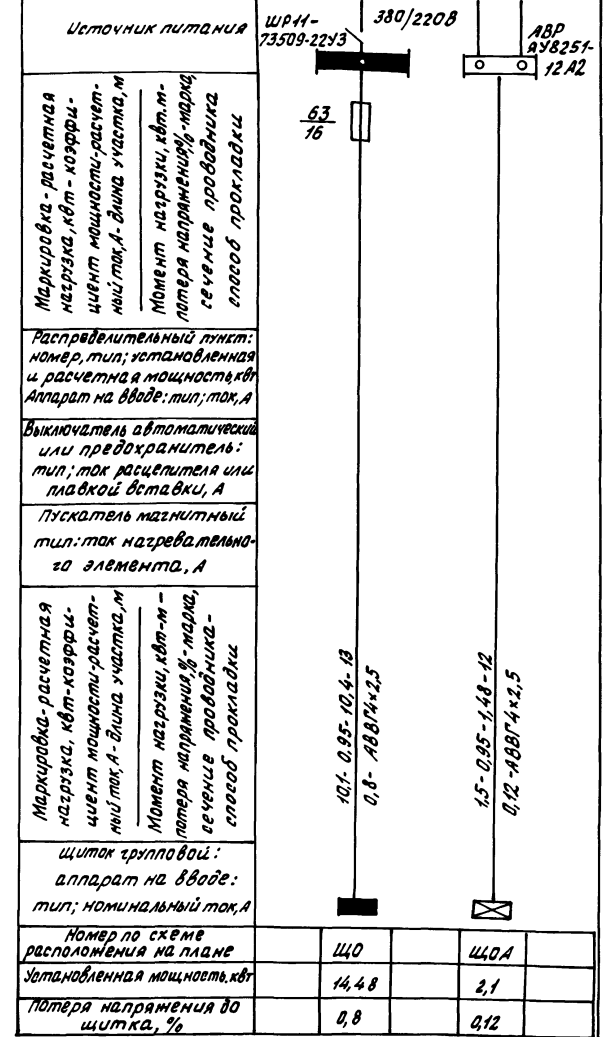 Источник питания
ШР11-
73509-22У3
380/220В
АВР
ЯУ8251-
12А2
Маркировка-расчетная
нагрузка, квт-коэффи-
циент мощности-расчет-
ный ток, А-длина участка, м
Момент нагрузки, квт.м-
потеря напряжения,%-марка,
сечение проводника
способ прокладки
63
16
Распределительный пункт:
номер, тип; установленная
и расчетная мощность, квт
Аппарат на вводе: тип; ток, А
Выключатель автоматический
или предохранитель:
тип; ток расцепителя или
плавкой вставки, А
Пускатель магнитный
тип: ток нагревательно-
го элемента, А
Маркировка-расчетная
нагрузка, квт-коэффи-
циент мощности-расчет-
ный ток, А-длина участка, м
Момент нагрузки, квт-м-
потеря напряжения,%-марка,
сечение проводника-
способ прокладки
10,1-0,95-10,4-13
0,8-АВВГ4×2,5
1,5-0,95-1,48-12
0,12-АВВГ4×2,5
Щиток групповой:
аппарат на вводе:
тип; номинальный ток, А
Номер по схеме
расположения на плане
ЩО
ЩОА
Установленная мощность, квт
14,48
2,1
Потеря напряжения до
щитка, %
0,8
0,12